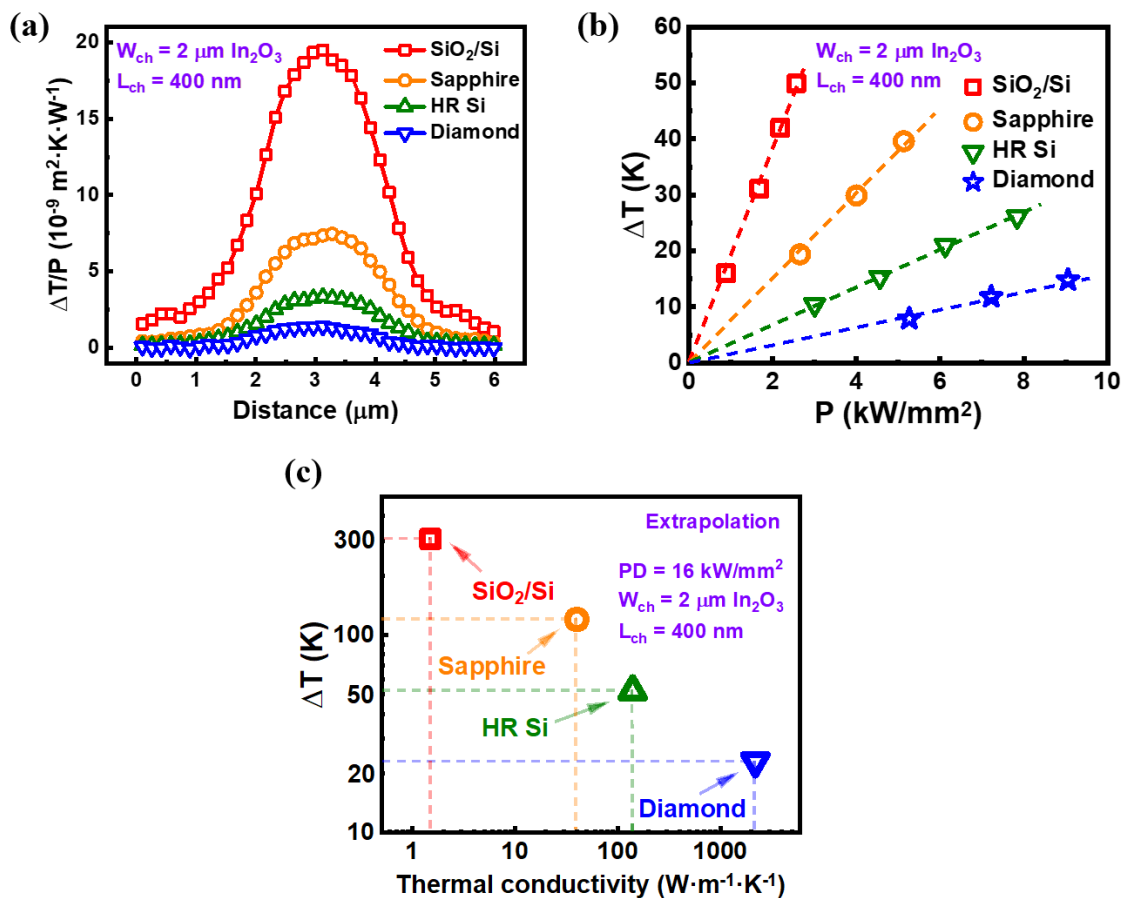 (a)
W_ch = 2 μm In₂O₃
L_ch = 400 nm
SiO₂/Si
Sapphire
HR Si
Diamond
20
15
10
5
0
ΔT/P (10⁻⁹ m²·K·W⁻¹)
0 1 2 3 4 5 6
Distance (μm)
(b)
W_ch = 2 μm In₂O₃
L_ch = 400 nm
SiO₂/Si
Sapphire
HR Si
Diamond
60
50
40
30
20
10
0
ΔT (K)
0 2 4 6 8 10
P (kW/mm²)
(c)
Extrapolation
PD = 16 kW/mm²
W_ch = 2 μm In₂O₃
L_ch = 400 nm
SiO₂/Si
Sapphire
HR Si
Diamond
300
100
50
20
10
ΔT (K)
1 10 100 1000
Thermal conductivity (W·m⁻¹·K⁻¹)